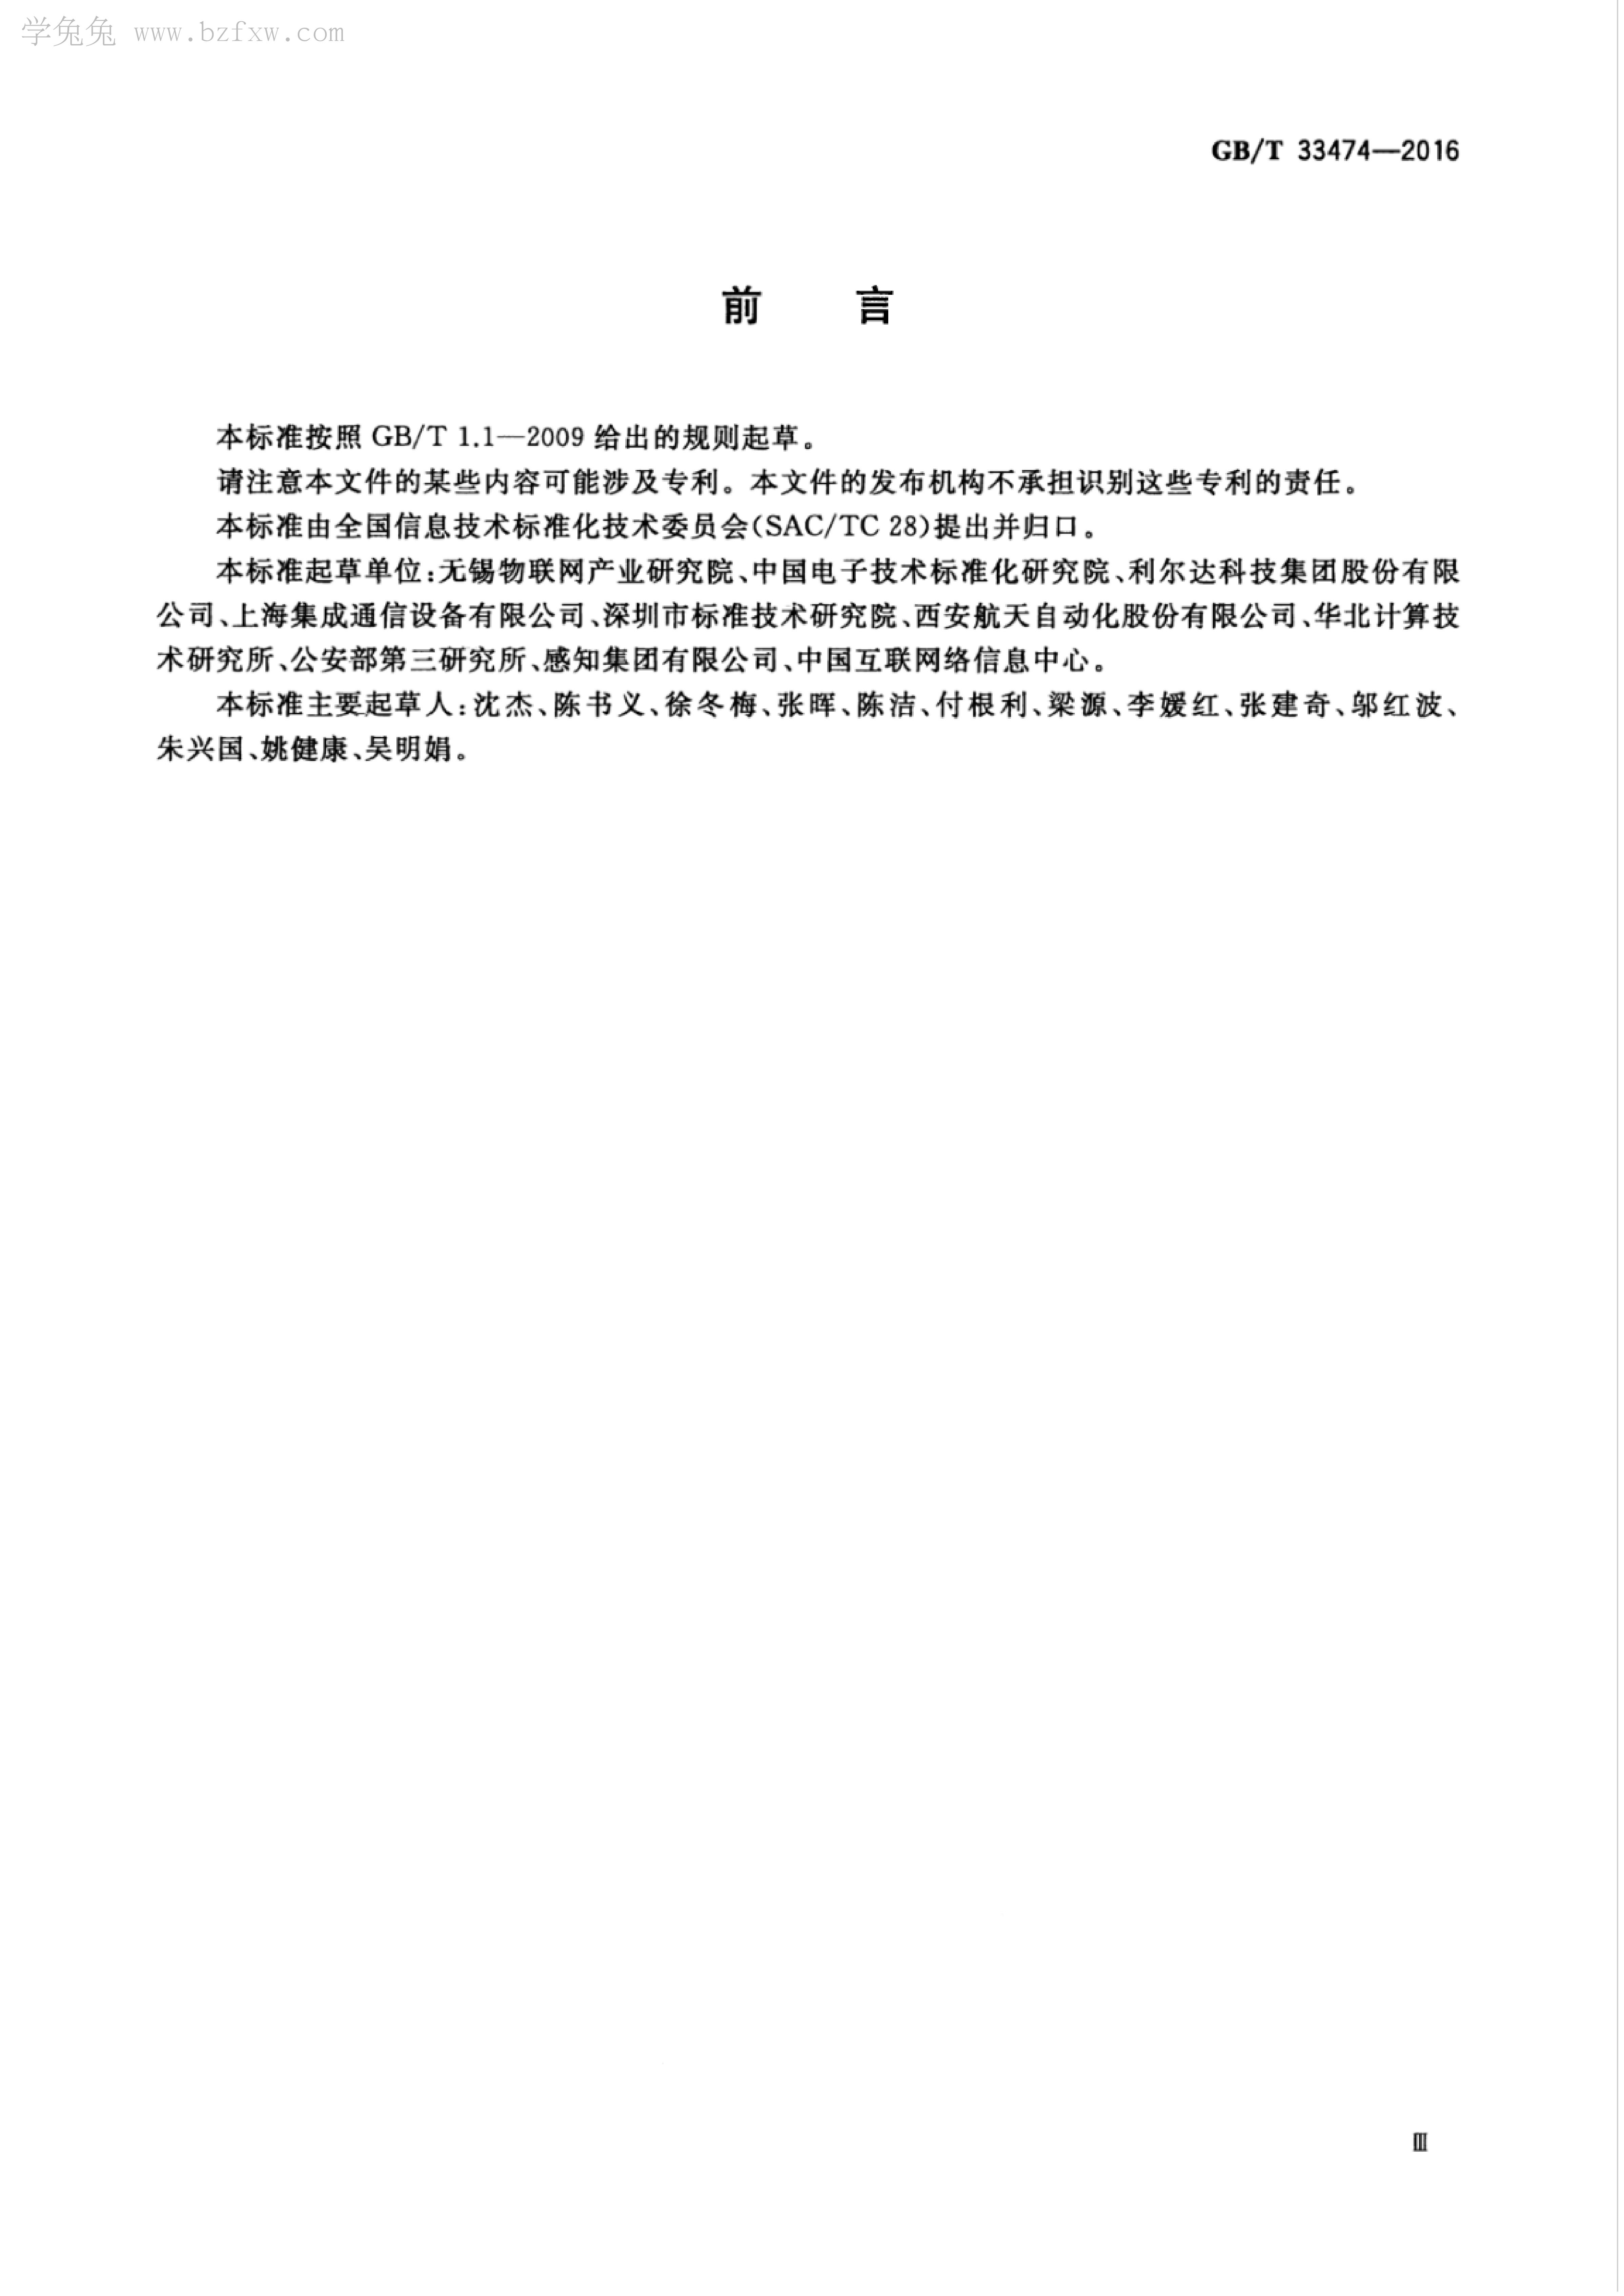 学兔兔 www.bzfxw.com
GB/T 33474—2016
前 言
本标准按照 GB/T 1.1—2009 给出的规则起草。
请注意本文件的某些内容可能涉及专利。本文件的发布机构不承担识别这些专利的责任。
本标准由全国信息技术标准化技术委员会(SAC/TC 28)提出并归口。
本标准起草单位:无锡物联网产业研究院、中国电子技术标准化研究院、利尔达科技集团股份有限
公司、上海集成通信设备有限公司、深圳市标准技术研究院、西安航天自动化股份有限公司、华北计算技
术研究所、公安部第三研究所、感知集团有限公司、中国互联网络信息中心。
本标准主要起草人:沈杰、陈书义、徐冬梅、张晖、陈洁、付根利、梁源、李媛红、张建奇、邬红波、
朱兴国、姚健康、吴明娟。
Ⅲ